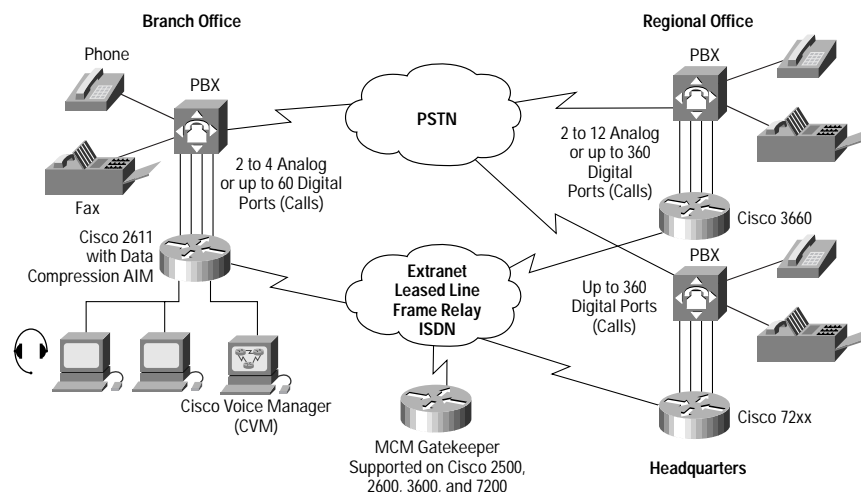 Branch Office
Regional Office
Phone
PBX
PSTN
PBX
2 to 4 Analog
or up to 60 Digital
Ports (Calls)
2 to 12 Analog
or up to 360
Digital
Ports (Calls)
Fax
Cisco 2611
with Data
Compression AIM
Cisco 3660
Extranet
Leased Line
Frame Relay
ISDN
PBX
Up to 360
Digital Ports
(Calls)
Cisco Voice Manager
(CVM)
Cisco 72xx
MCM Gatekeeper
Supported on Cisco 2500,
2600, 3600, and 7200
Headquarters